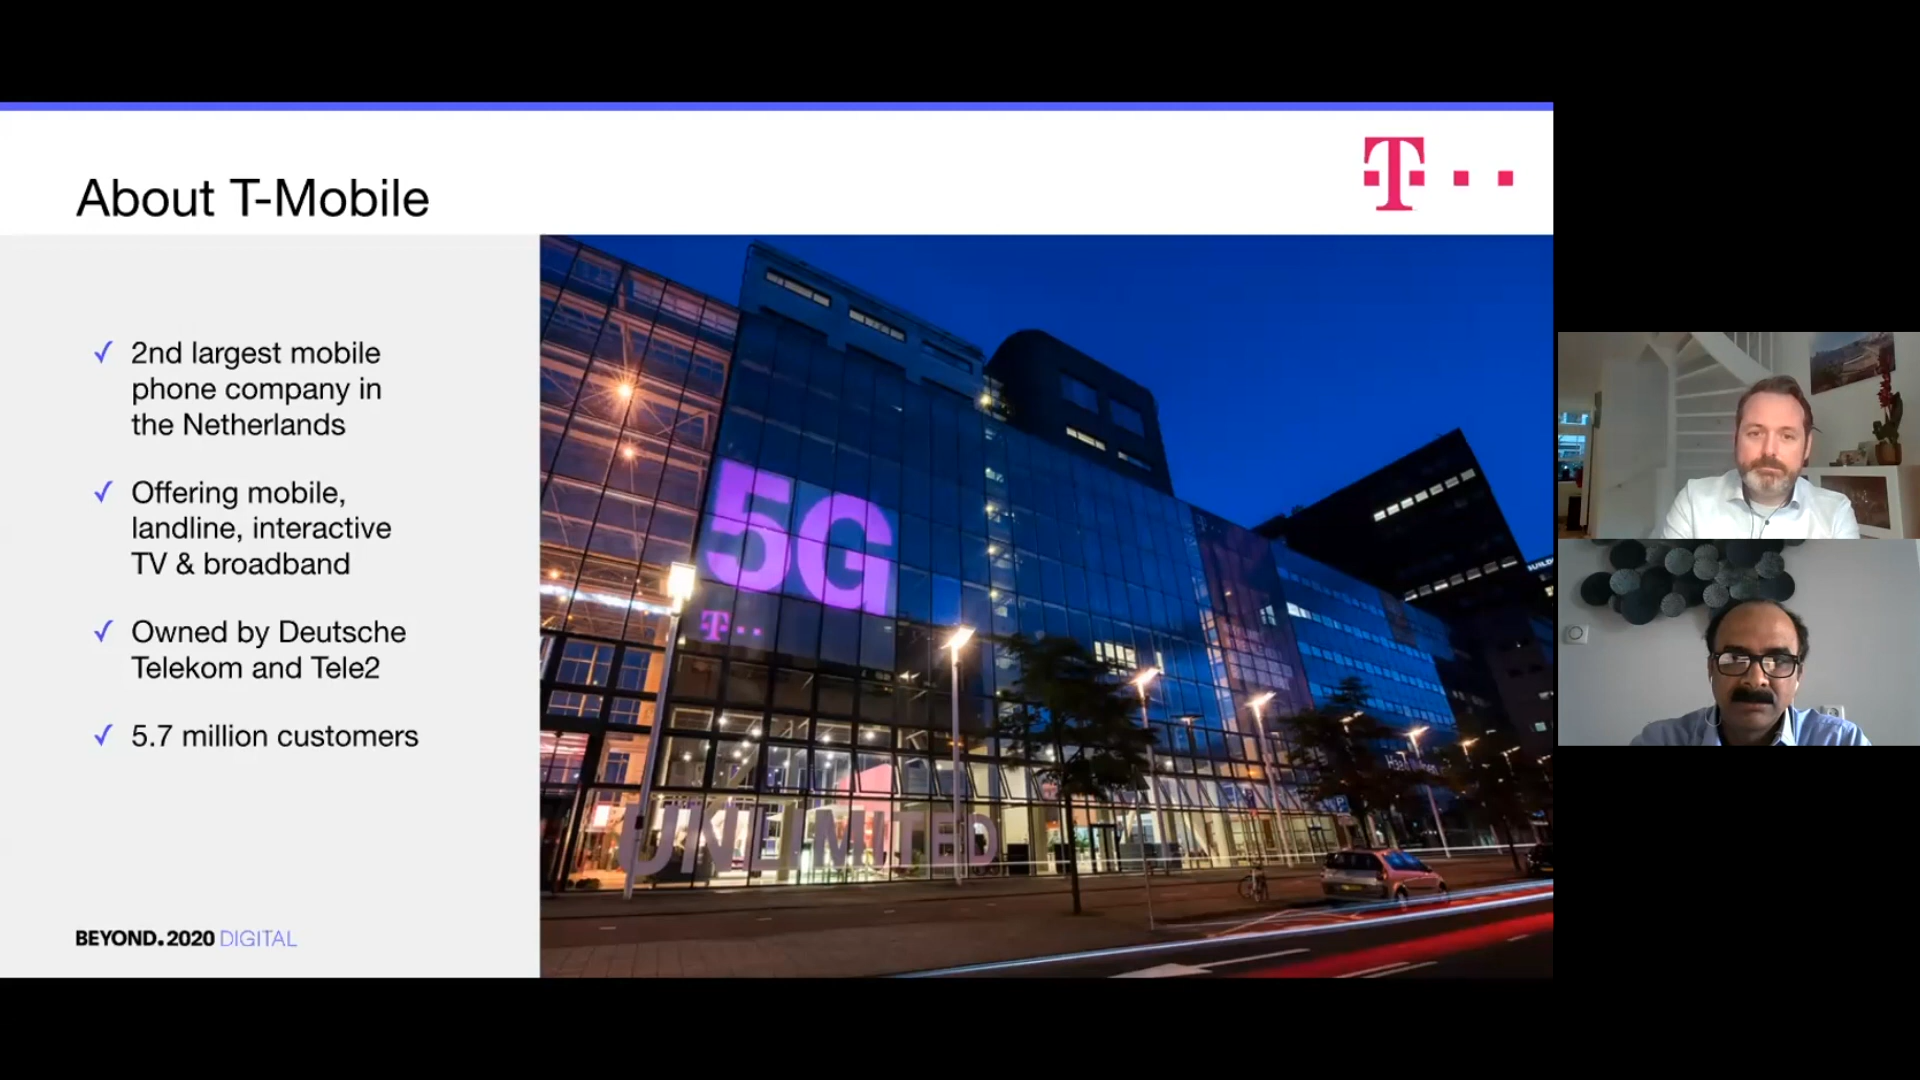 About T-Mobile
T
2nd largest mobile
phone company in
the Netherlands
Offering mobile,
landline, interactive
TV & broadband
Owned by Deutsche
Telekom and Tele2
5.7 million customers
5G
T
UNLIMITED
BEYOND.2020 DIGITAL